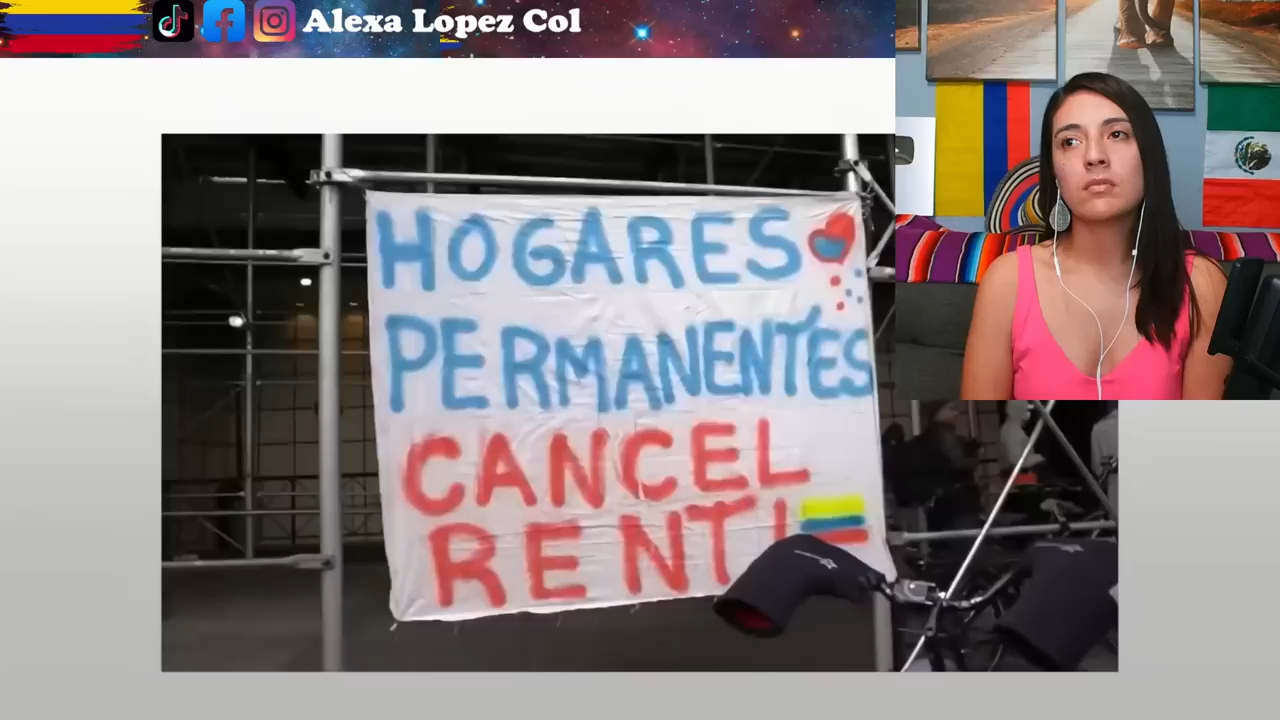 Alexa Lopez Col
HOGARES
PERMANENTES
CANCEL
RENT!